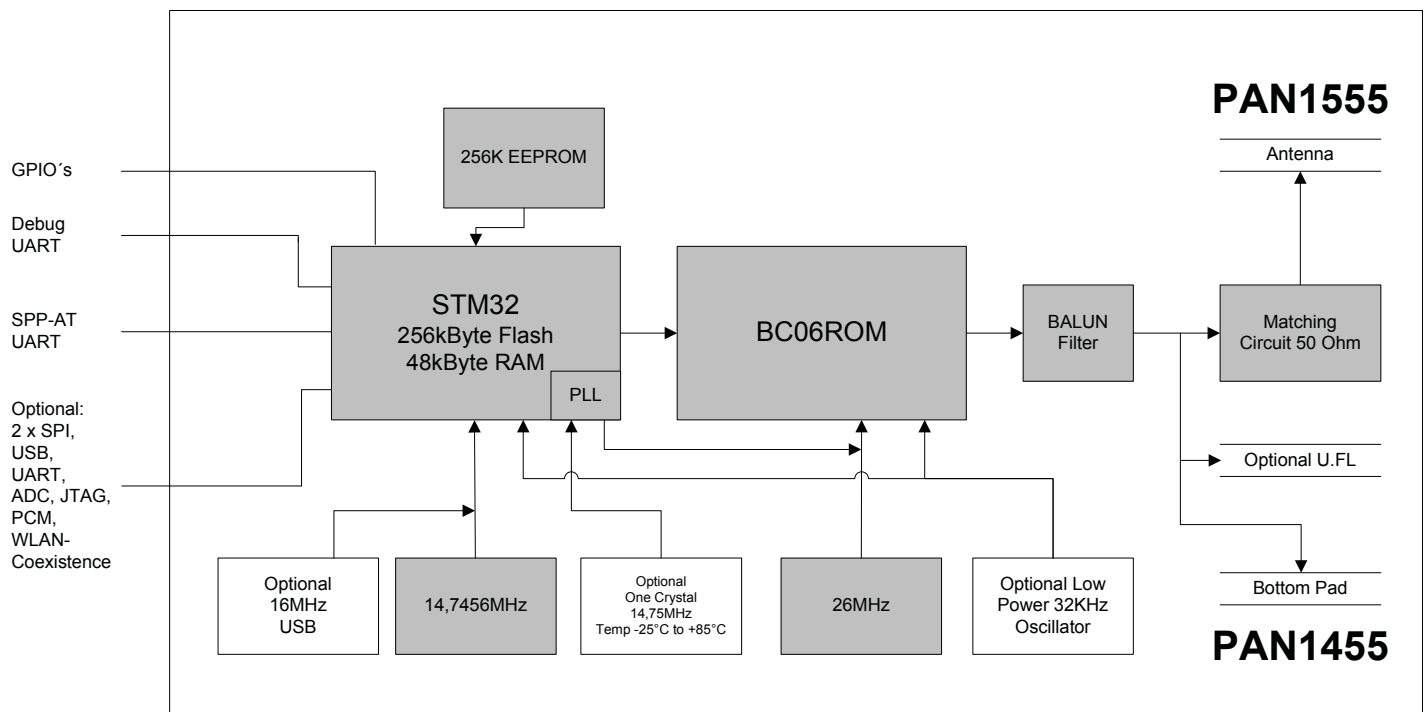 PAN1555
Antenna
256K EEPROM
GPIO´s
Debug
UART
SPP-AT
UART
Optional:
2 x SPI,
USB,
UART,
ADC, JTAG,
PCM,
WLAN-
Coexistence
STM32
256kByte Flash
48kByte RAM
PLL
BC06ROM
BALUN
Filter
Matching
Circuit 50 Ohm
Optional U.FL
Bottom Pad
PAN1455
Optional
16MHz
USB
14,7456MHz
Optional
One Crystal
14,75MHz
Temp -25°C to +85°C
26MHz
Optional Low
Power 32KHz
Oscillator